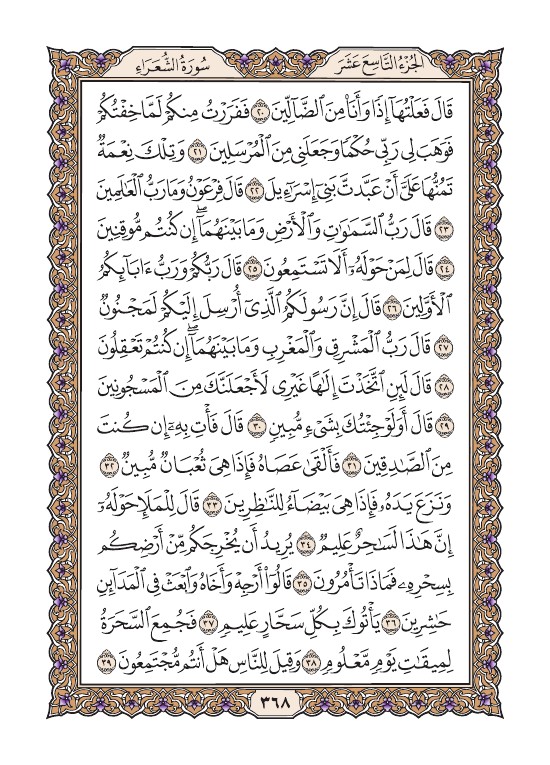 الجُزءُ التَّاسِعَ عَشَرَ
سُورَةُ الشُّعَرَاءِ
قَالَ فَعَلۡتُهَآ إِذٗا وَأَنَا۠ مِنَ ٱلضَّآلِّينَ ٢٠ فَفَرَرۡتُ مِنكُمۡ لَمَّا خِفۡتُكُمۡ
فَوَهَبَ لِي رَبِّي حُكۡمٗا وَجَعَلَنِي مِنَ ٱلۡمُرۡسَلِينَ ٢١ وَتِلۡكَ نِعۡمَةٞ
تَمُنُّهَا عَلَيَّ أَنۡ عَبَّدتَّ بَنِيٓ إِسۡرَٰٓءِيلَ ٢٢ قَالَ فِرۡعَوۡنُ وَمَا رَبُّ ٱلۡعَٰلَمِينَ
٢٣ قَالَ رَبُّ ٱلسَّمَٰوَٰتِ وَٱلۡأَرۡضِ وَمَا بَيۡنَهُمَآۖ إِن كُنتُم مُّوقِنِينَ
٢٤ قَالَ لِمَنۡ حَوۡلَهُۥٓ أَلَا تَسۡتَمِعُونَ ٢٥ قَالَ رَبُّكُمۡ وَرَبُّ ءَابَآئِكُمُ
ٱلۡأَوَّلِينَ ٢٦ قَالَ إِنَّ رَسُولَكُمُ ٱلَّذِيٓ أُرۡسِلَ إِلَيۡكُمۡ لَمَجۡنُونٞ
٢٧ قَالَ رَبُّ ٱلۡمَشۡرِقِ وَٱلۡمَغۡرِبِ وَمَا بَيۡنَهُمَآۖ إِن كُنتُمۡ تَعۡقِلُونَ
٢٨ قَالَ لَئِنِ ٱتَّخَذۡتَ إِلَٰهًا غَيۡرِي لَأَجۡعَلَنَّكَ مِنَ ٱلۡمَسۡجُونِينَ
٢٩ قَالَ أَوَلَوۡ جِئۡتُكَ بِشَيۡءٖ مُّبِينٖ ٣٠ قَالَ فَأۡتِ بِهِۦٓ إِن كُنتَ
مِنَ ٱلصَّٰدِقِينَ ٣١ فَأَلۡقَىٰ عَصَاهُ فَإِذَا هِيَ ثُعۡبَانٞ مُّبِينٞ ٣٢
وَنَزَعَ يَدَهُۥ فَإِذَا هِيَ بَيۡضَآءُ لِلنَّٰظِرِينَ ٣٣ قَالَ لِلۡمَلَإِ حَوۡلَهُۥٓ
إِنَّ هَٰذَا لَسَٰحِرٌ عَلِيمٞ ٣٤ يُرِيدُ أَن يُخۡرِجَكُم مِّنۡ أَرۡضِكُم
بِسِحۡرِهِۦ فَمَاذَا تَأۡمُرُونَ ٣٥ قَالُوٓاْ أَرۡجِهۡ وَأَخَاهُ وَٱبۡعَثۡ فِي ٱلۡمَدَآئِنِ
حَٰشِرِينَ ٣٦ يَأۡتُوكَ بِكُلِّ سَحَّارٍ عَلِيمٖ ٣٧ فَجُمِعَ ٱلسَّحَرَةُ
لِمِيقَٰتِ يَوۡمٖ مَّعۡلُومٖ ٣٨ وَقِيلَ لِلنَّاسِ هَلۡ أَنتُم مُّجۡتَمِعُونَ ٣٩
٣٦٨